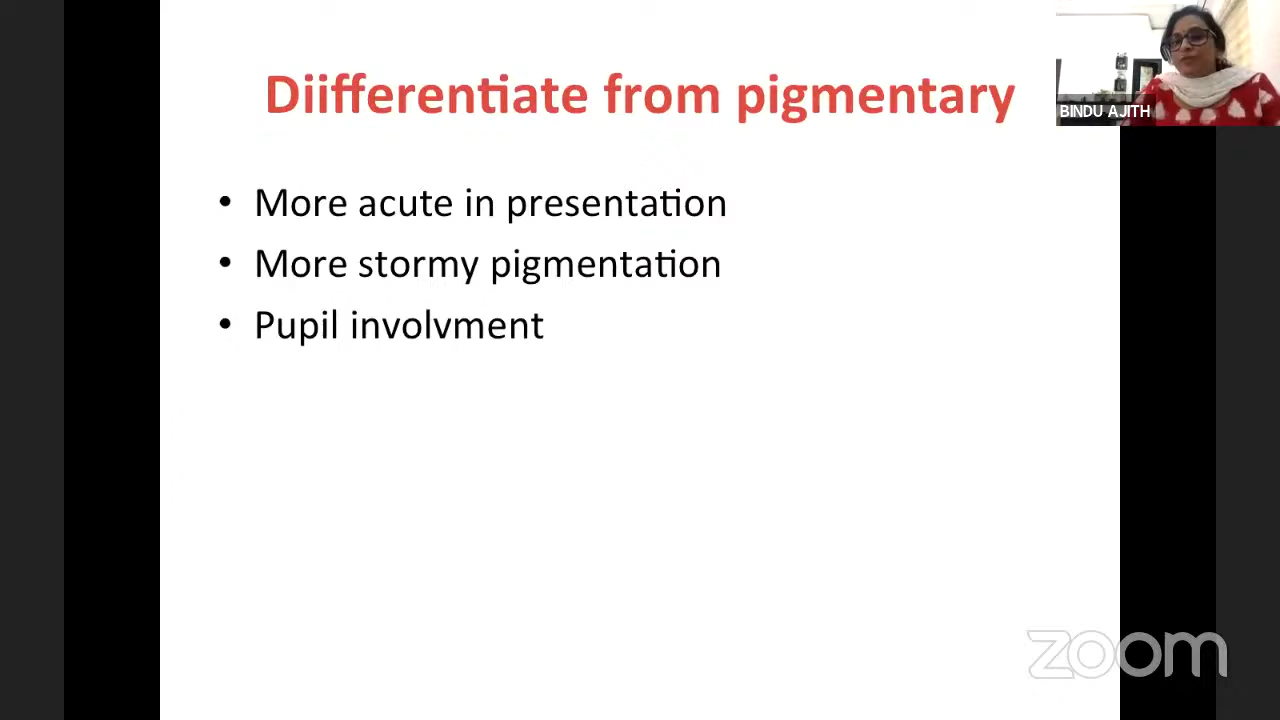 Diifferentiate from pigmentary
BINDU AJITH
• More acute in presentation
• More stormy pigmentation
• Pupil involvment
zoom